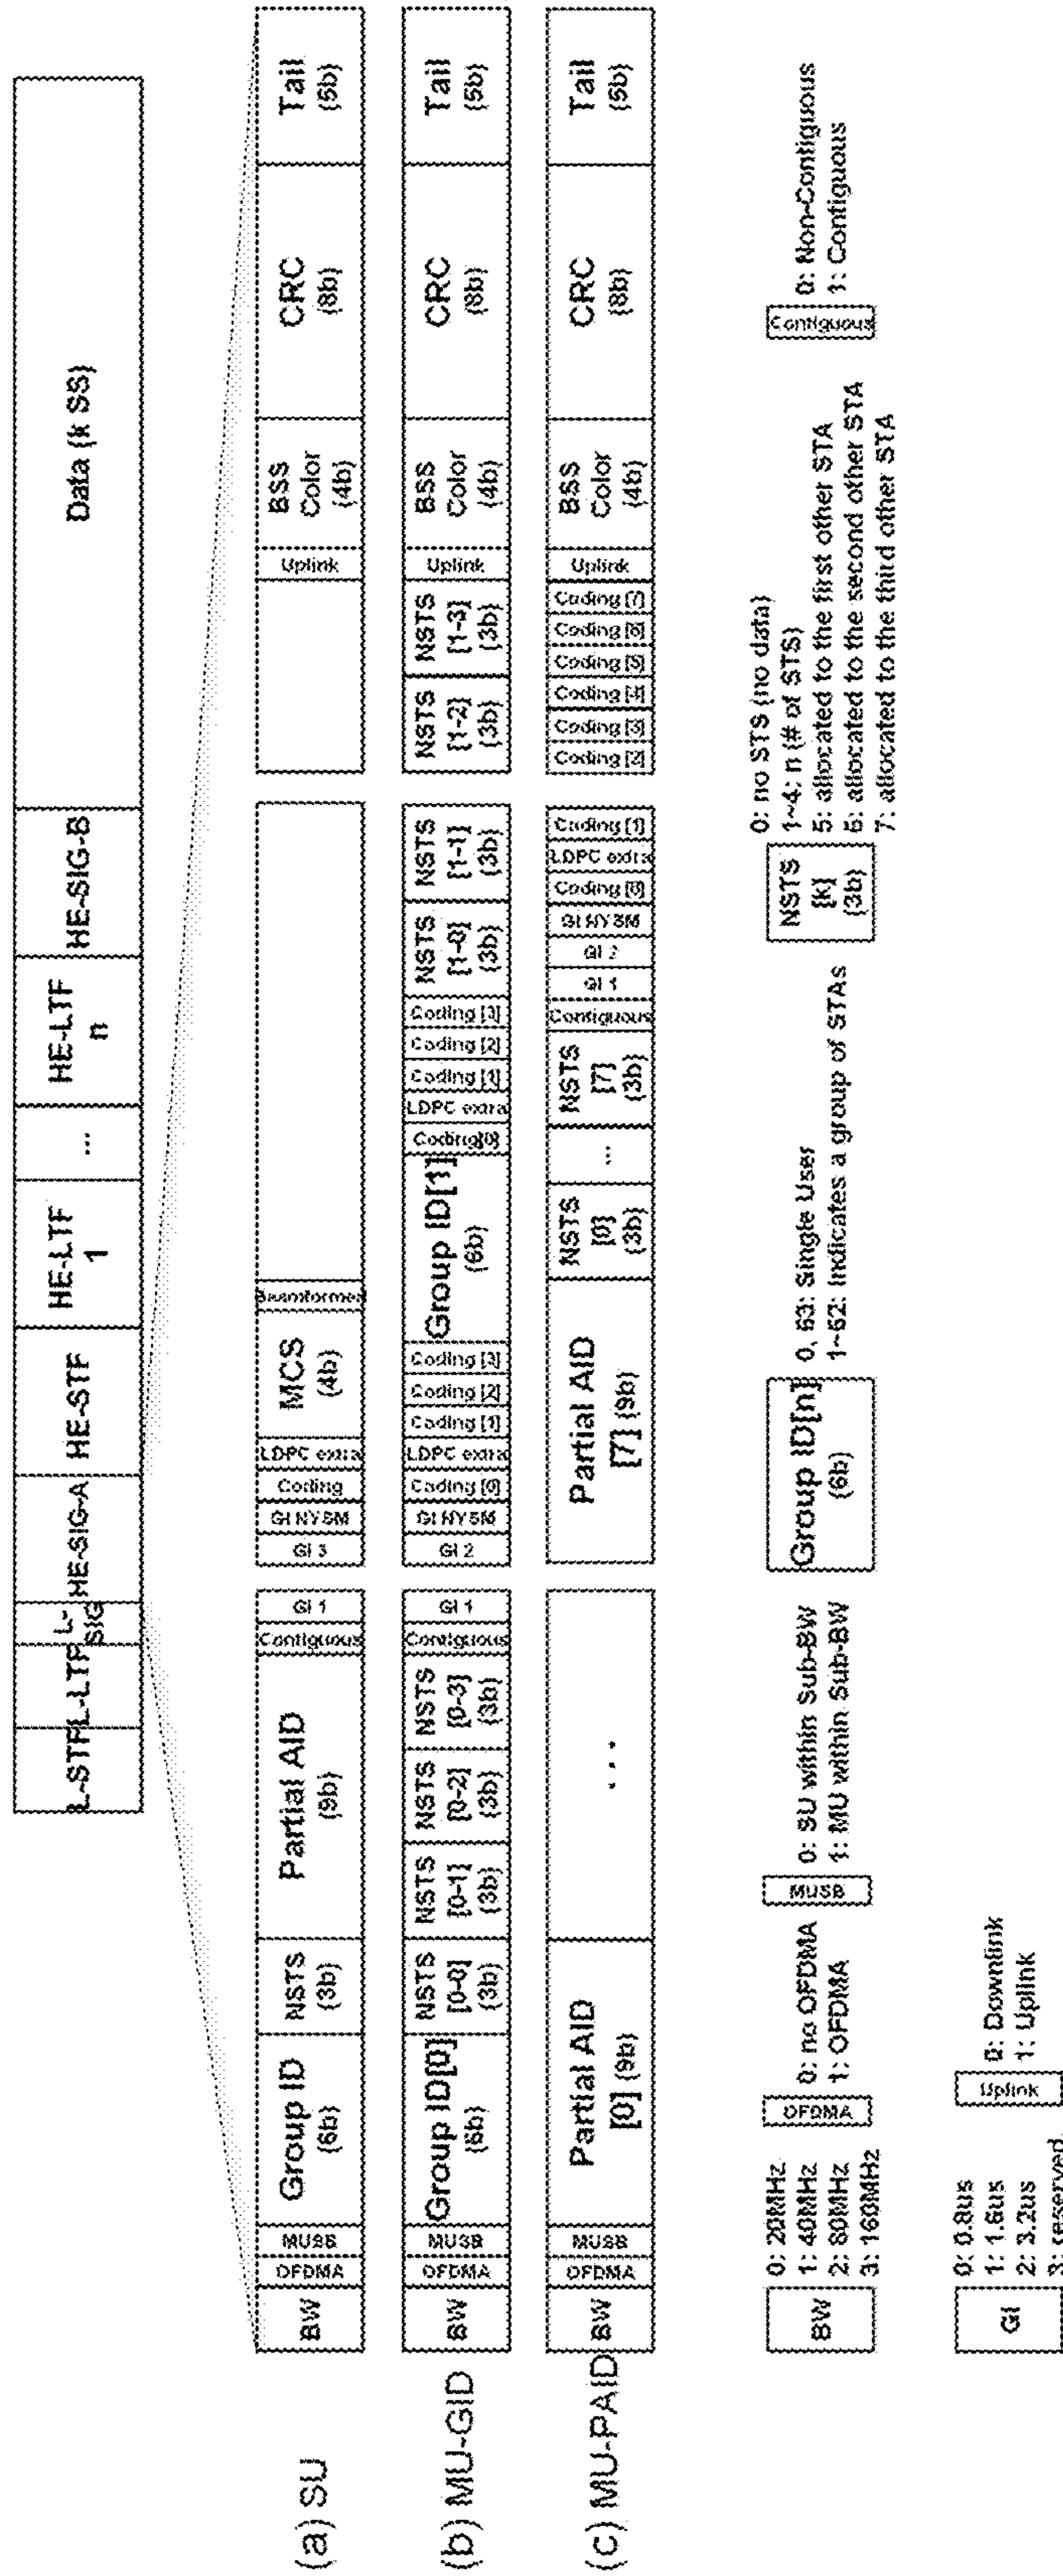 L-STF
L-LTF
L-
SIG
HE-SIG-A
HE-STF
HE-LTF
1
...
HE-LTF
n
HE-SIG-B
Data (k SS)
(a) SU
BW
OFDMA
MUSB
Group ID
(6b)
NSTS
(3b)
Partial AID
(9b)
Contiguous
GI 1
GI 3
GI NYSM
Coding
LDPC extra
MCS
(4b)
Beamformed
Uplink
BSS
Color
(4b)
CRC
(8b)
Tail
(6b)
(b) MU-GID
BW
OFDMA
MUSB
Group ID[0]
(6b)
NSTS
[0-0]
(3b)
NSTS
[0-1]
(3b)
NSTS
[0-2]
(3b)
NSTS
[0-3]
(3b)
Contiguous
GI 1
GI 2
GI NYSM
Coding [0]
LDPC extra
Coding [1]
Coding [2]
Coding [3]
Group ID[1]
(6b)
Coding[0]
LDPC extra
Coding [1]
Coding [2]
Coding [3]
NSTS
[1-0]
(3b)
NSTS
[1-1]
(3b)
NSTS
[1-2]
(3b)
NSTS
[1-3]
(3b)
Uplink
BSS
Color
(4b)
CRC
(8b)
Tail
(6b)
(c) MU-PAID
BW
OFDMA
MUSB
Partial AID
[0] (9b)
...
Partial AID
[7] (9b)
NSTS
[0]
(3b)
...
NSTS
[7]
(3b)
Contiguous
GI 1
GI 2
GI NYSM
Coding [0]
LDPC extra
Coding [1]
Coding [2]
Coding [3]
Coding [4]
Coding [5]
Coding [6]
Coding [7]
Uplink
BSS
Color
(4b)
CRC
(8b)
Tail
(6b)
BW
0: 20MHz
1: 40MHz
2: 80MHz
3: 160MHz
OFDMA
0: no OFDMA
1: OFDMA
MUSB
0: SU within Sub-BW
1: MU within Sub-BW
Group ID[n]
(6b)
0, 63: Single User
1~62: Indicates a group of STAs
NSTS
[k]
(3b)
0: no STS (no data)
1~4: n (# of STS)
5: allocated to the first other STA
6: allocated to the second other STA
7: allocated to the third other STA
Contiguous
0: Non-Contiguous
1: Contiguous
GI
0: 0.8us
1: 1.6us
2: 3.2us
3: reserved
Uplink
0: Downlink
1: Uplink